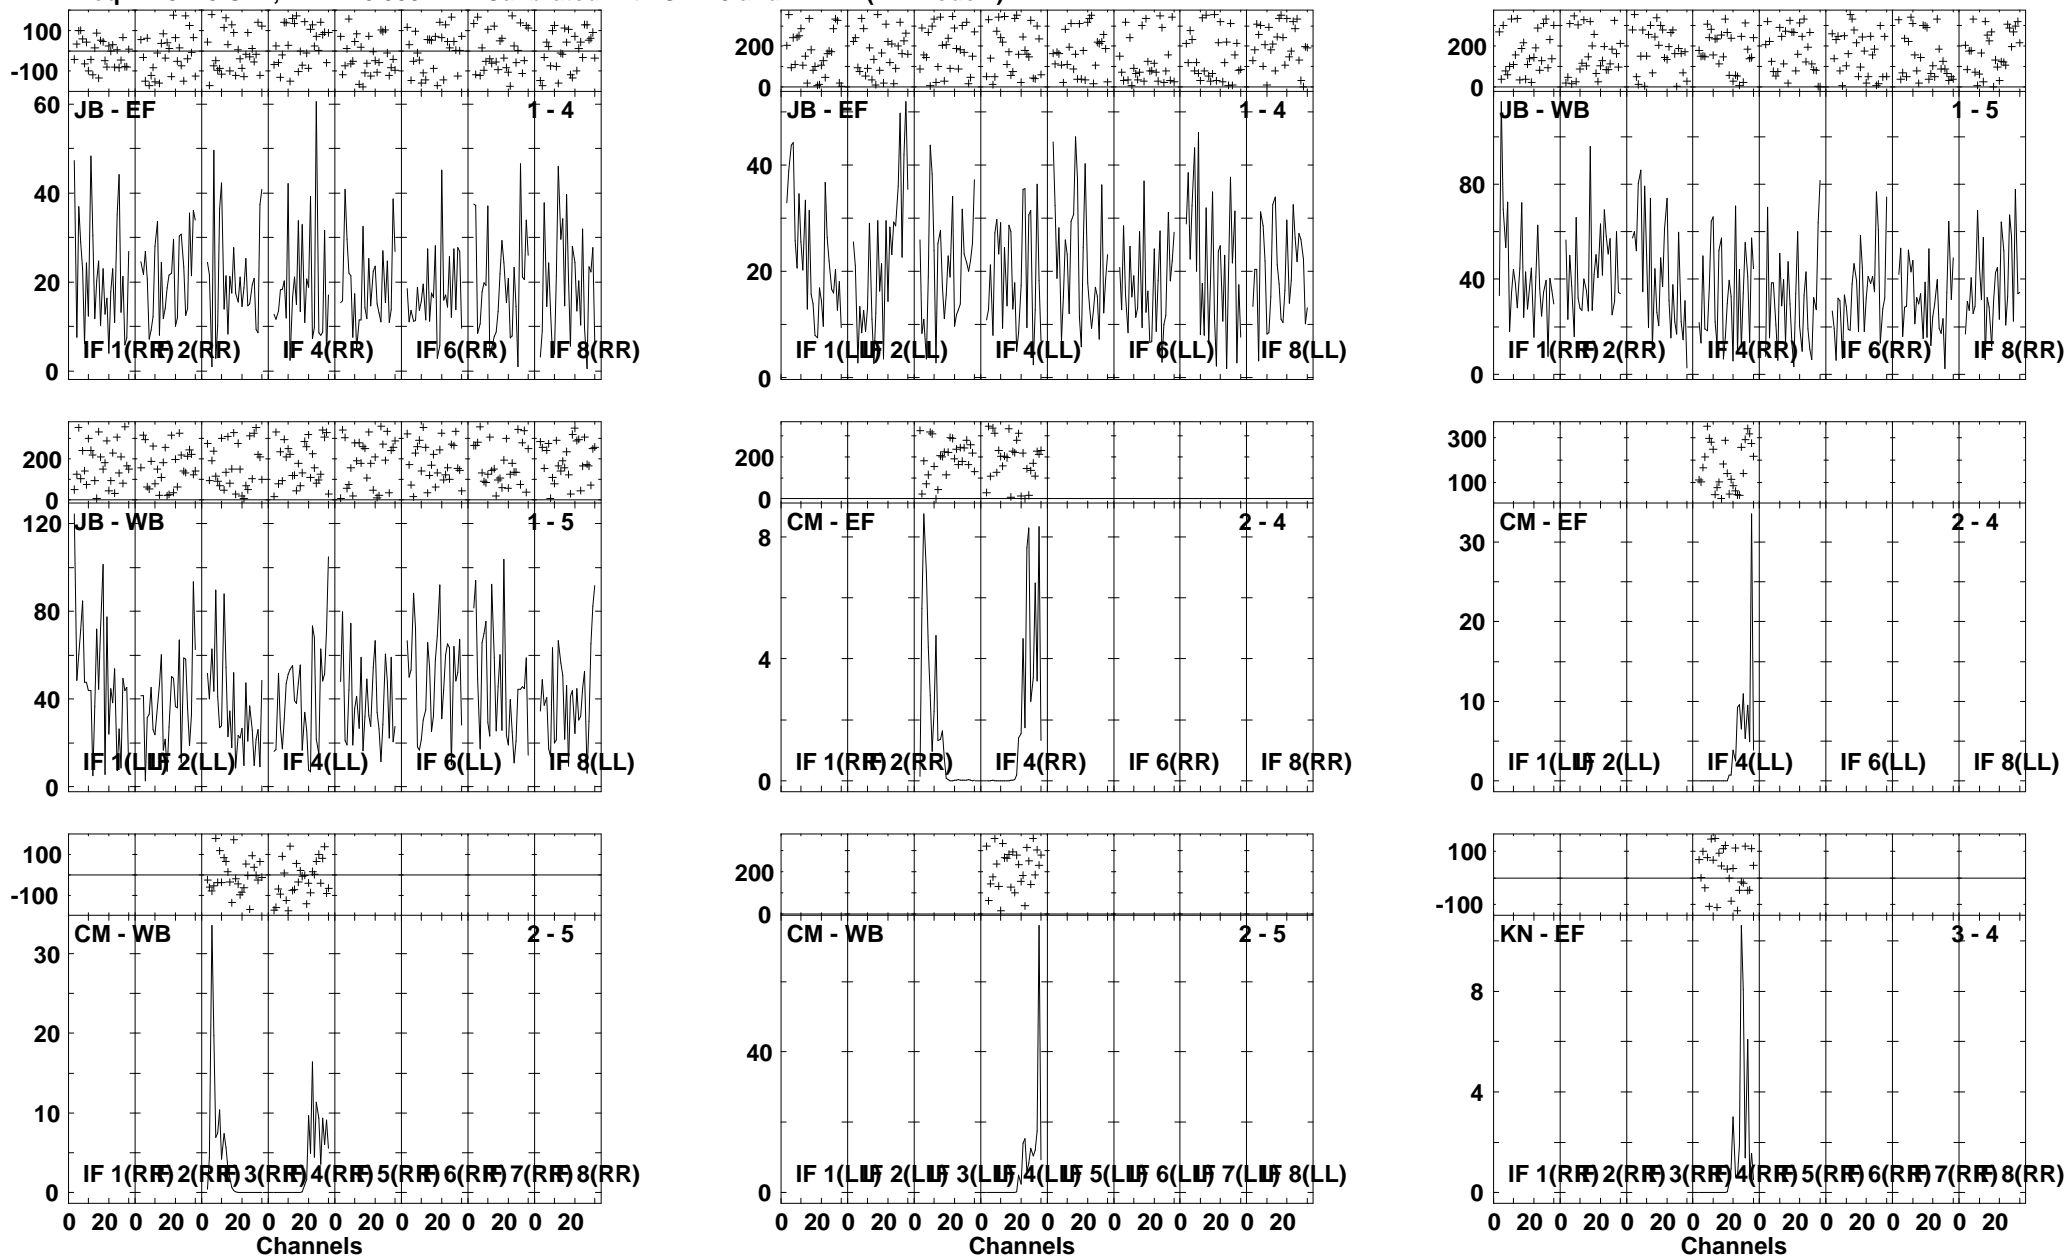 100
-100
60
40
20
0
JB - EF 1 - 4
IF 1(RR) IF 2(RR) IF 4(RR) IF 6(RR) IF 8(RR)
200
0
40
20
0
JB - EF 1 - 4
IF 1(LL) IF 2(LL) IF 4(LL) IF 6(LL) IF 8(LL)
200
0
80
40
0
JB - WB 1 - 5
IF 1(RR) IF 2(RR) IF 4(RR) IF 6(RR) IF 8(RR)
200
0
120
80
40
0
JB - WB 1 - 5
IF 1(LL) IF 2(LL) IF 4(LL) IF 6(LL) IF 8(LL)
200
0
8
4
0
CM - EF 2 - 4
IF 1(RR) IF 2(RR) IF 4(RR) IF 6(RR) IF 8(RR)
300
100
30
20
10
0
CM - EF 2 - 4
IF 1(LL) IF 2(LL) IF 4(LL) IF 6(LL) IF 8(LL)
100
-100
30
20
10
0
CM - WB 2 - 5
IF 1(RR) IF 2(RR) IF 3(RR) IF 4(RR) IF 5(RR) IF 6(RR) IF 7(RR) IF 8(RR)
0 20 0 20 0 20 0 20 0 20 0 20 0 20 0 20
Channels
200
0
40
0
CM - WB 2 - 5
IF 1(LL) IF 2(LL) IF 3(LL) IF 4(LL) IF 5(LL) IF 6(LL) IF 7(LL) IF 8(LL)
0 20 0 20 0 20 0 20 0 20 0 20 0 20 0 20
Channels
100
-100
8
4
0
KN - EF 3 - 4
IF 1(RR) IF 2(RR) IF 3(RR) IF 4(RR) IF 5(RR) IF 6(RR) IF 7(RR) IF 8(RR)
0 20 0 20 0 20 0 20 0 20 0 20 0 20 0 20
Channels